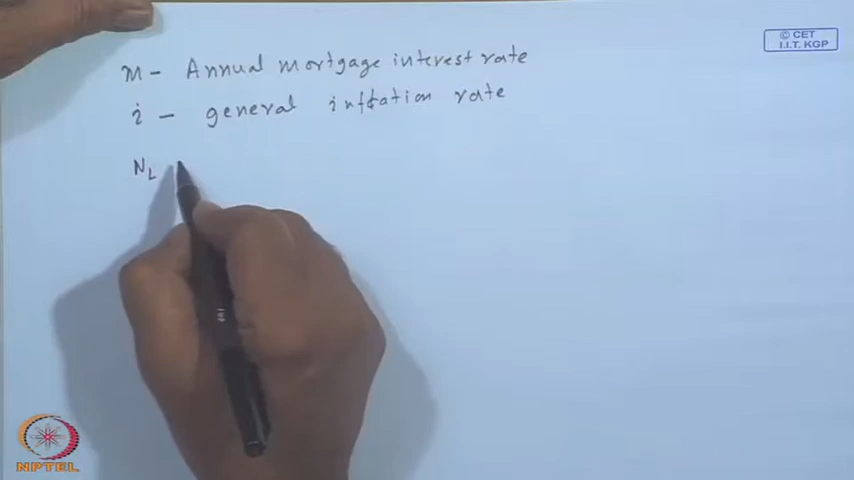 © CET
I.I.T. KGP
m - Annual mortgage interest rate
i - general inflation rate
NL
NPTEL